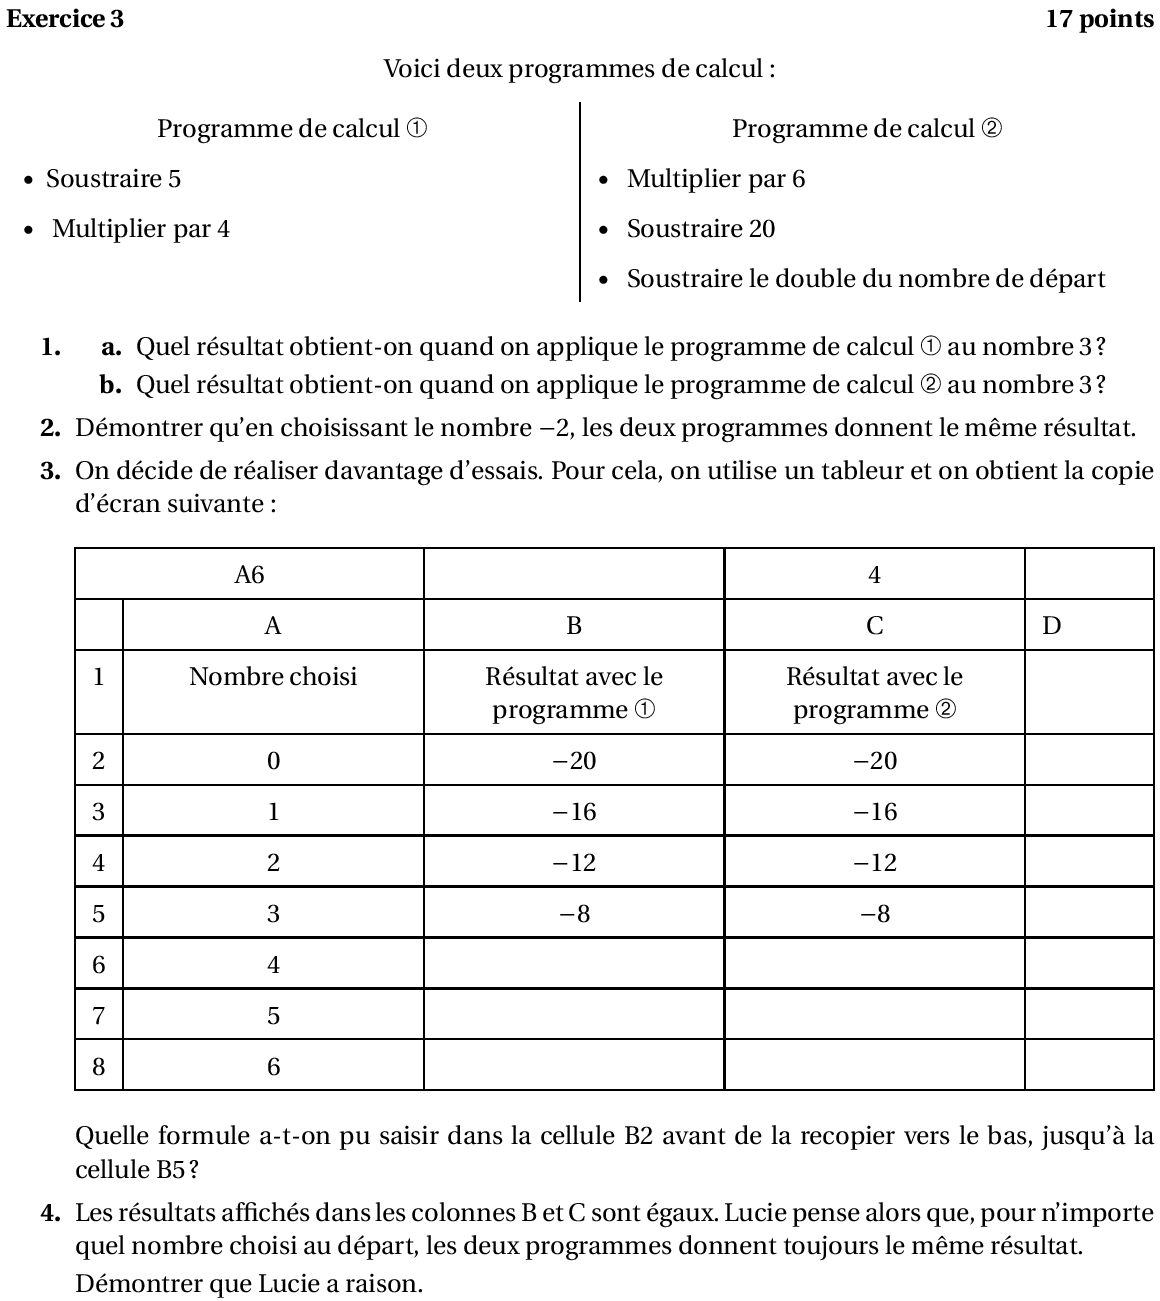 Exercice 3 17 points
Voici deux programmes de calcul :
Programme de calcul ①
• Soustraire 5
• Multiplier par 4
Programme de calcul ②
• Multiplier par 6
• Soustraire 20
• Soustraire le double du nombre de départ
1. a. Quel résultat obtient-on quand on applique le programme de calcul ① au nombre 3 ?
b. Quel résultat obtient-on quand on applique le programme de calcul ② au nombre 3 ?
2. Démontrer qu'en choisissant le nombre −2, les deux programmes donnent le même résultat.
3. On décide de réaliser davantage d'essais. Pour cela, on utilise un tableur et on obtient la copie
d'écran suivante :
A6 4
A B C D
1 Nombre choisi Résultat avec le programme ① Résultat avec le programme ②
2 0 −20 −20
3 1 −16 −16
4 2 −12 −12
5 3 −8 −8
6 4
7 5
8 6
Quelle formule a-t-on pu saisir dans la cellule B2 avant de la recopier vers le bas, jusqu'à la
cellule B5 ?
4. Les résultats affichés dans les colonnes B et C sont égaux. Lucie pense alors que, pour n'importe
quel nombre choisi au départ, les deux programmes donnent toujours le même résultat.
Démontrer que Lucie a raison.